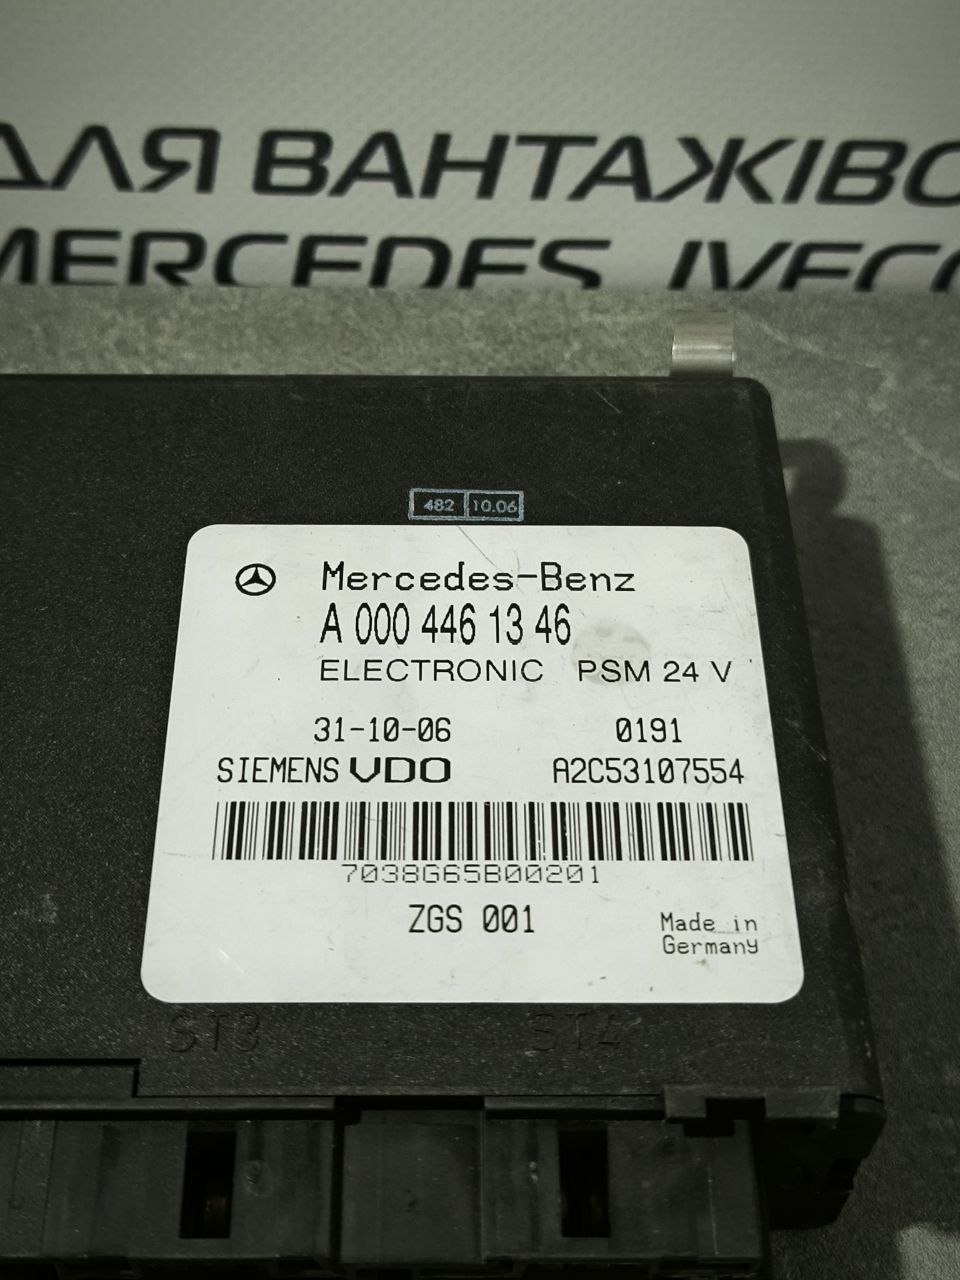 ДЛЯ ВАНТАЖІВО
MERCEDES, IVECO
482 10.06
Mercedes-Benz
A 000 446 13 46
ELECTRONIC PSM 24 V
31-10-06 0191
SIEMENS VDO A2C53107554
7038G65B00201
ZGS 001
Made in
Germany
ST3 ST4